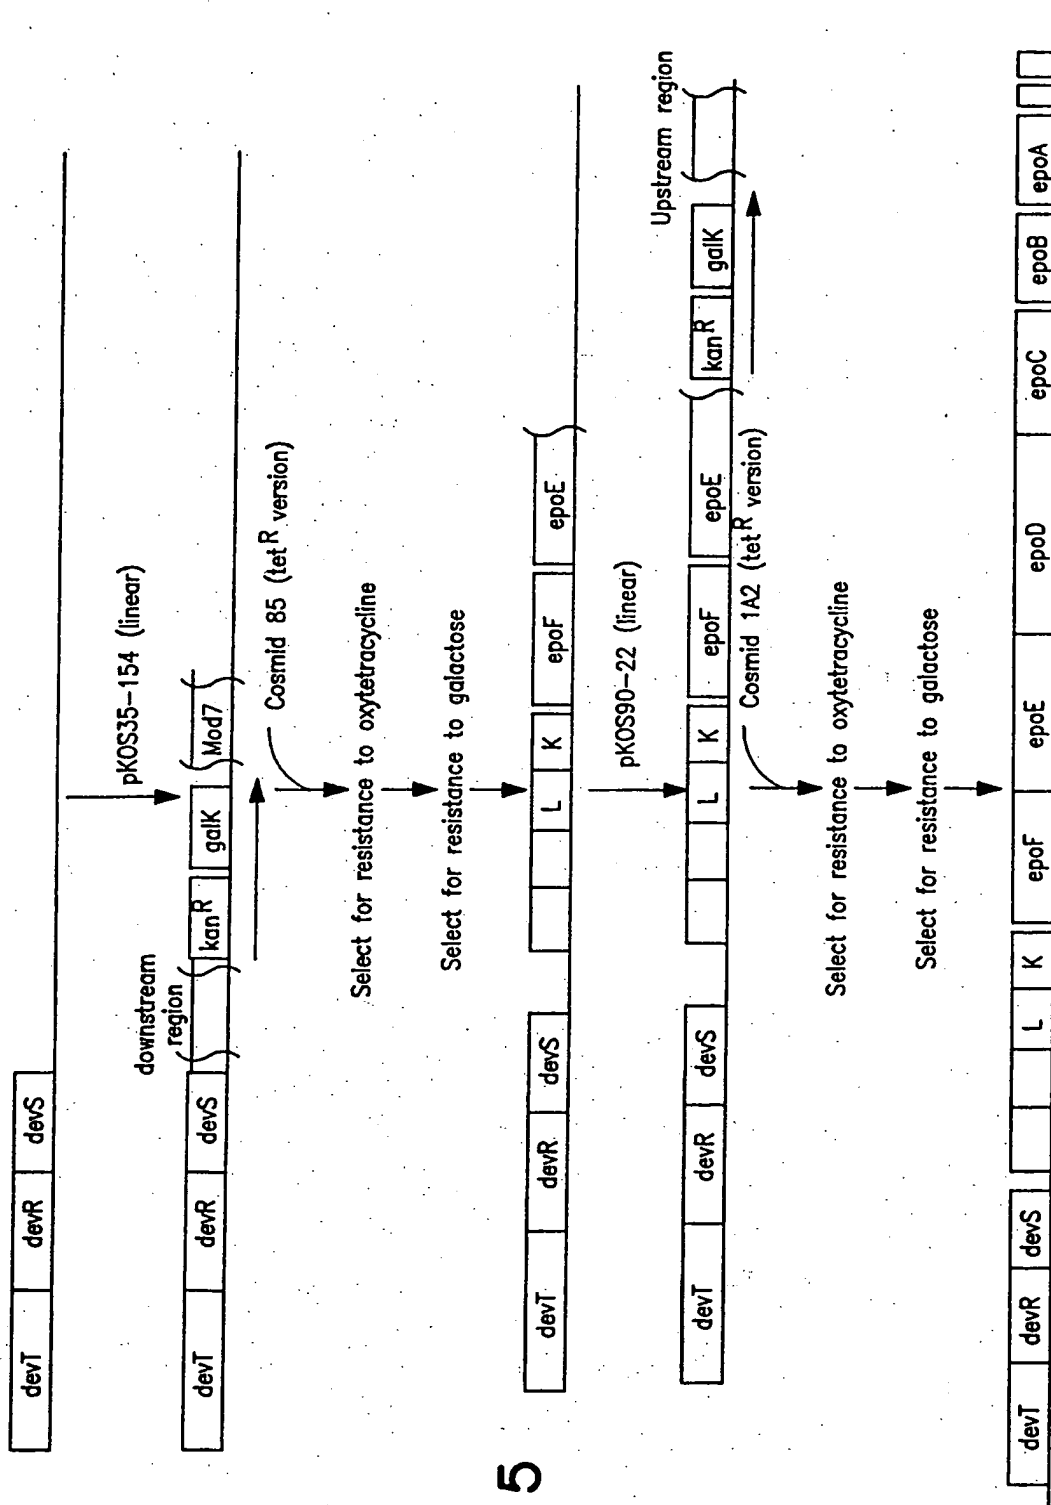 devT devR devS
pKOS35-154 (linear)
downstream
region
devT devR devS kanR galK Mod7
Cosmid 85 (tetR version)
Select for resistance to oxytetracycline
Select for resistance to galactose
devT devR devS L K epoF epoE
pKOS90-22 (linear)
Upstream region
devT devR devS L K epoF epoE kanR galK
Cosmid 1A2 (tetR version)
Select for resistance to oxytetracycline
Select for resistance to galactose
devT devR devS L K epoF epoE epoD epoC epoB epoA
5